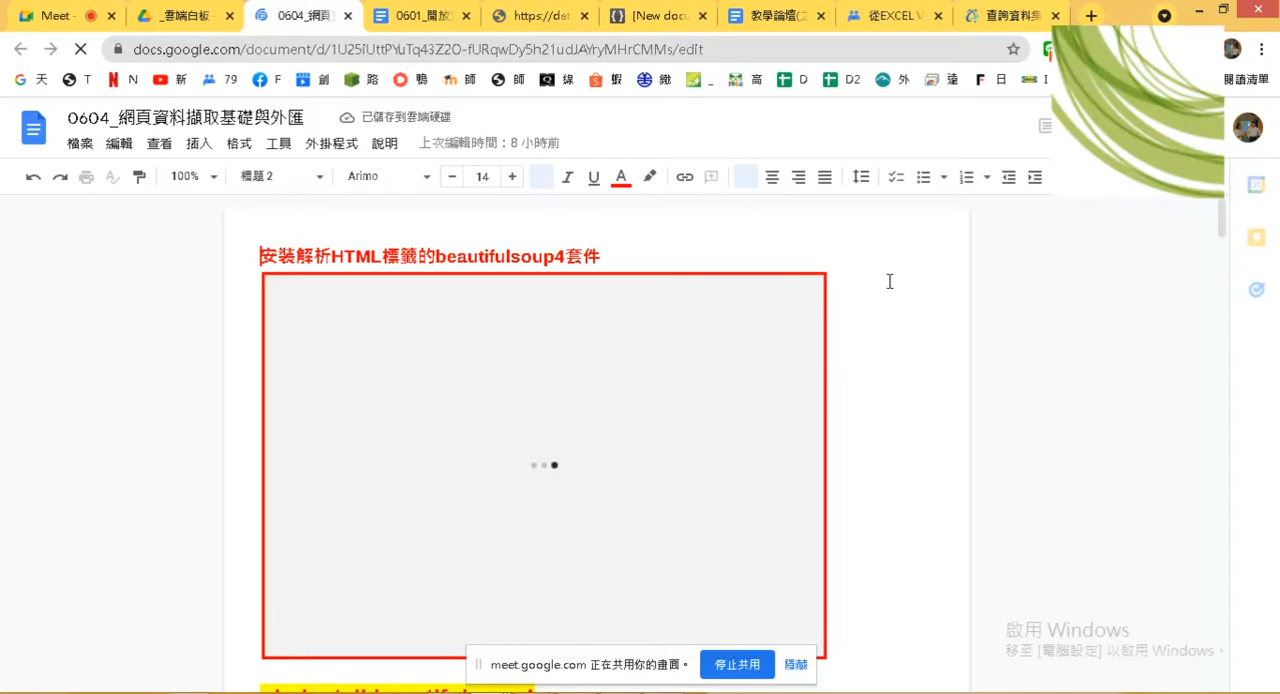 Meet -
_雲端白板 -
0604_網頁
0601_開放
https://dat
[New docu
教學論壇(2
從EXCEL V
查詢資料集
docs.google.com/document/d/1U25iUttPYuTq43Z2O-fURqwDy5h21udJAYryMHrCMMs/edit
天 T N 新 79 F 創 路 鴨 師 師 線 蝦 鐵 _ 高 D D2 外 遠 日 I 閱讀清單
0604_網頁資料擷取基礎與外匯
已儲存到雲端硬碟
檔案 編輯 查看 插入 格式 工具 外掛程式 說明 上次編輯時間：8 小時前
100% 標題 2 Arimo 14
安裝解析HTML標籤的beautifulsoup4套件
啟用 Windows
移至 [電腦設定] 以啟用 Windows。
meet.google.com 正在共用你的畫面。 停止共用 隱藏